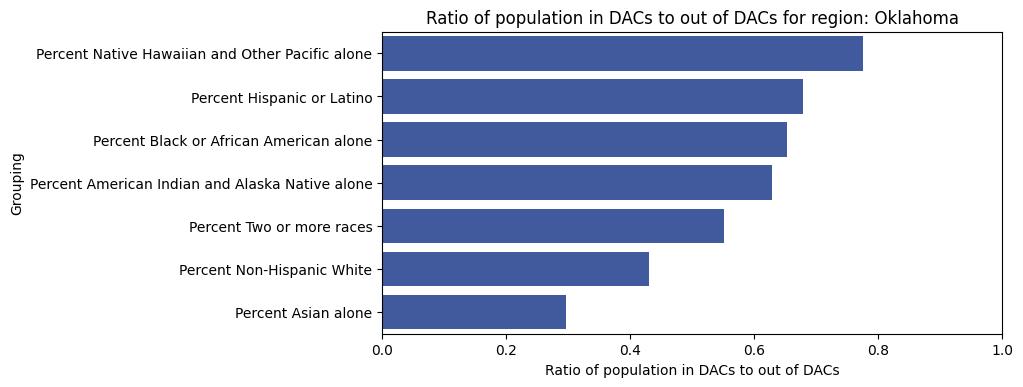 Ratio of population in DACs to out of DACs for region: Oklahoma
Grouping
Percent Native Hawaiian and Other Pacific alone
Percent Hispanic or Latino
Percent Black or African American alone
Percent American Indian and Alaska Native alone
Percent Two or more races
Percent Non-Hispanic White
Percent Asian alone
0.0 0.2 0.4 0.6 0.8 1.0
Ratio of population in DACs to out of DACs